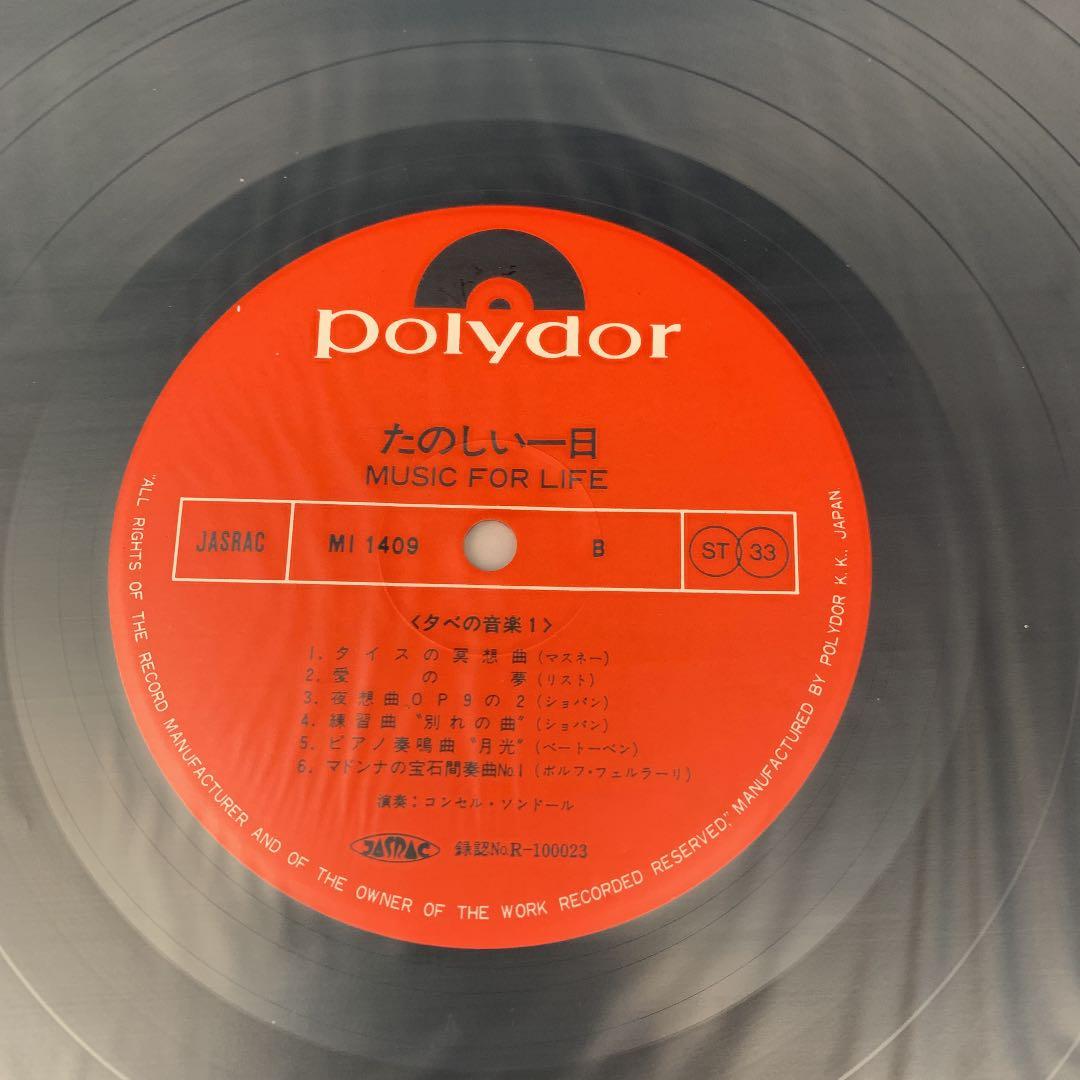 polydor
たのしい一日
MUSIC FOR LIFE
JASRAC MI 1409 B ST 33
〈夕べの音楽1〉
1. タイスの冥想曲(マスネー)
2. 愛の夢(リスト)
3. 夜想曲OP9の2(ショパン)
4. 練習曲“別れの曲”(ショパン)
5. ピアノ奏鳴曲“月光”(ベートーベン)
6. マドンナの宝石間奏曲No.1(ボルフ・フェルラーリ)
演奏:コンセル・ソンドール
JASRAC 録認No.R-100023
"ALL RIGHTS OF THE RECORD MANUFACTURER AND OF THE OWNER OF THE WORK RECORDED RESERVED," MANUFACTURED BY POLYDOR K.K., JAPAN